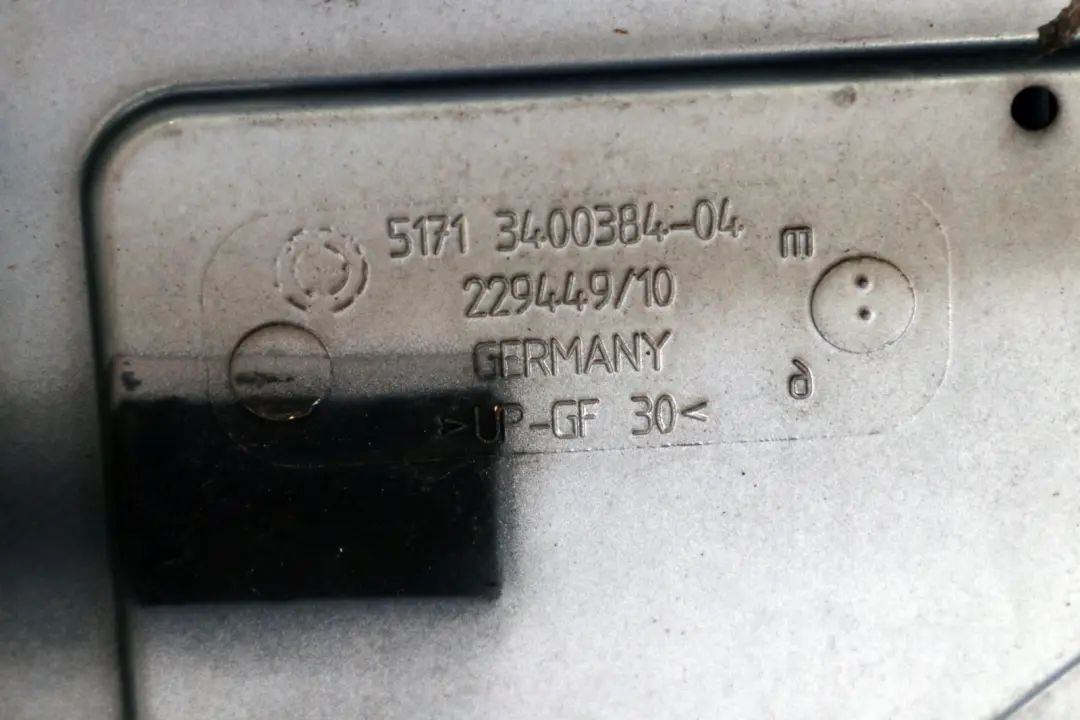 5171 3400384-04
229449/10
GERMANY
>UP-GF 30<
E
d